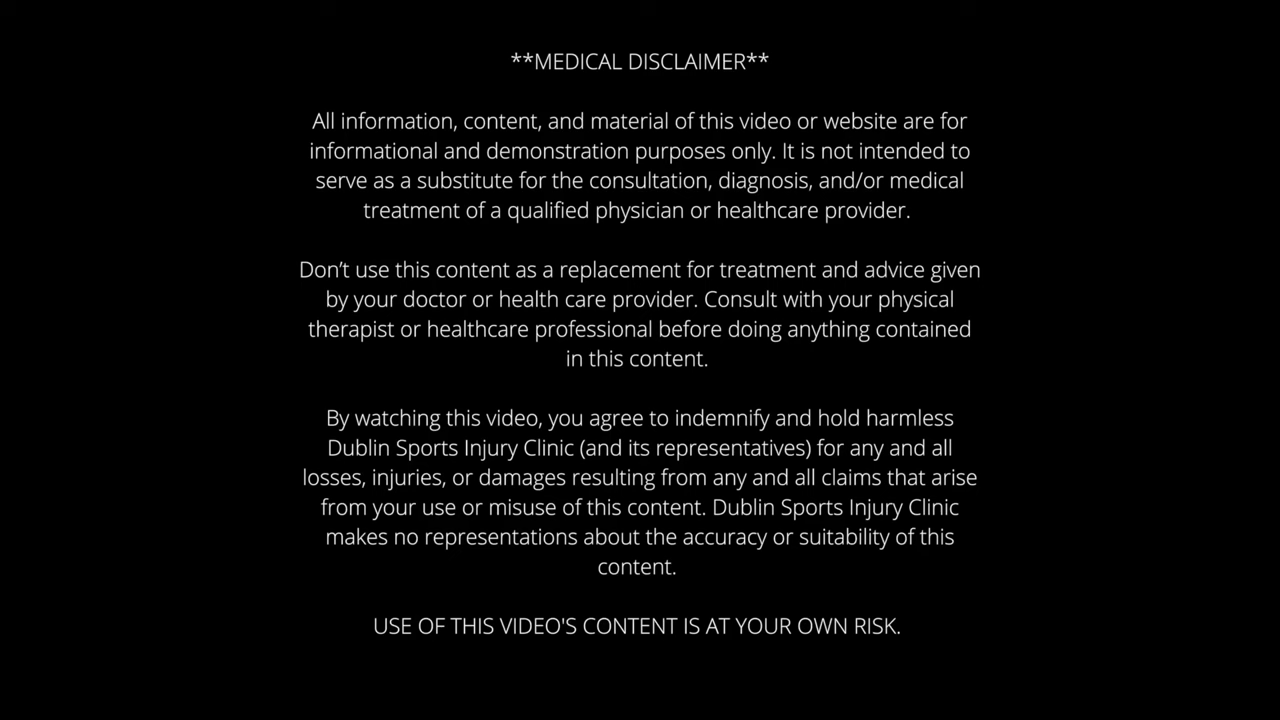 **MEDICAL DISCLAIMER**
All information, content, and material of this video or website are for
informational and demonstration purposes only. It is not intended to
serve as a substitute for the consultation, diagnosis, and/or medical
treatment of a qualified physician or healthcare provider.
Don’t use this content as a replacement for treatment and advice given
by your doctor or health care provider. Consult with your physical
therapist or healthcare professional before doing anything contained
in this content.
By watching this video, you agree to indemnify and hold harmless
Dublin Sports Injury Clinic (and its representatives) for any and all
losses, injuries, or damages resulting from any and all claims that arise
from your use or misuse of this content. Dublin Sports Injury Clinic
makes no representations about the accuracy or suitability of this
content.
USE OF THIS VIDEO'S CONTENT IS AT YOUR OWN RISK.